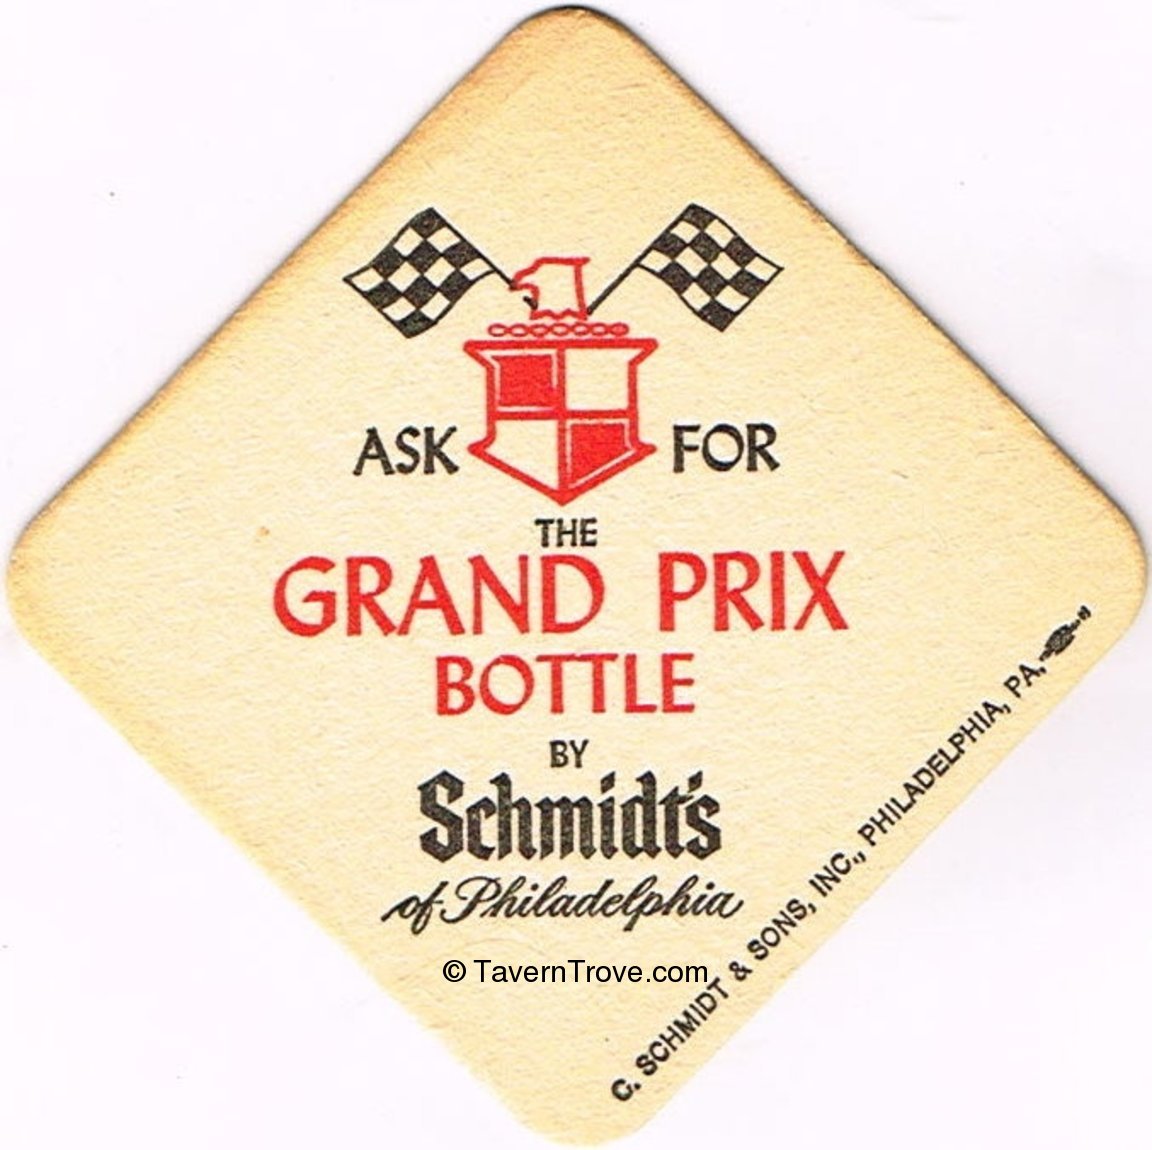 ASK FOR
THE
GRAND PRIX
BOTTLE
BY
Schmidt's
of Philadelphia
© TavernTrove.com
C. SCHMIDT & SONS, INC., PHILADELPHIA, PA.